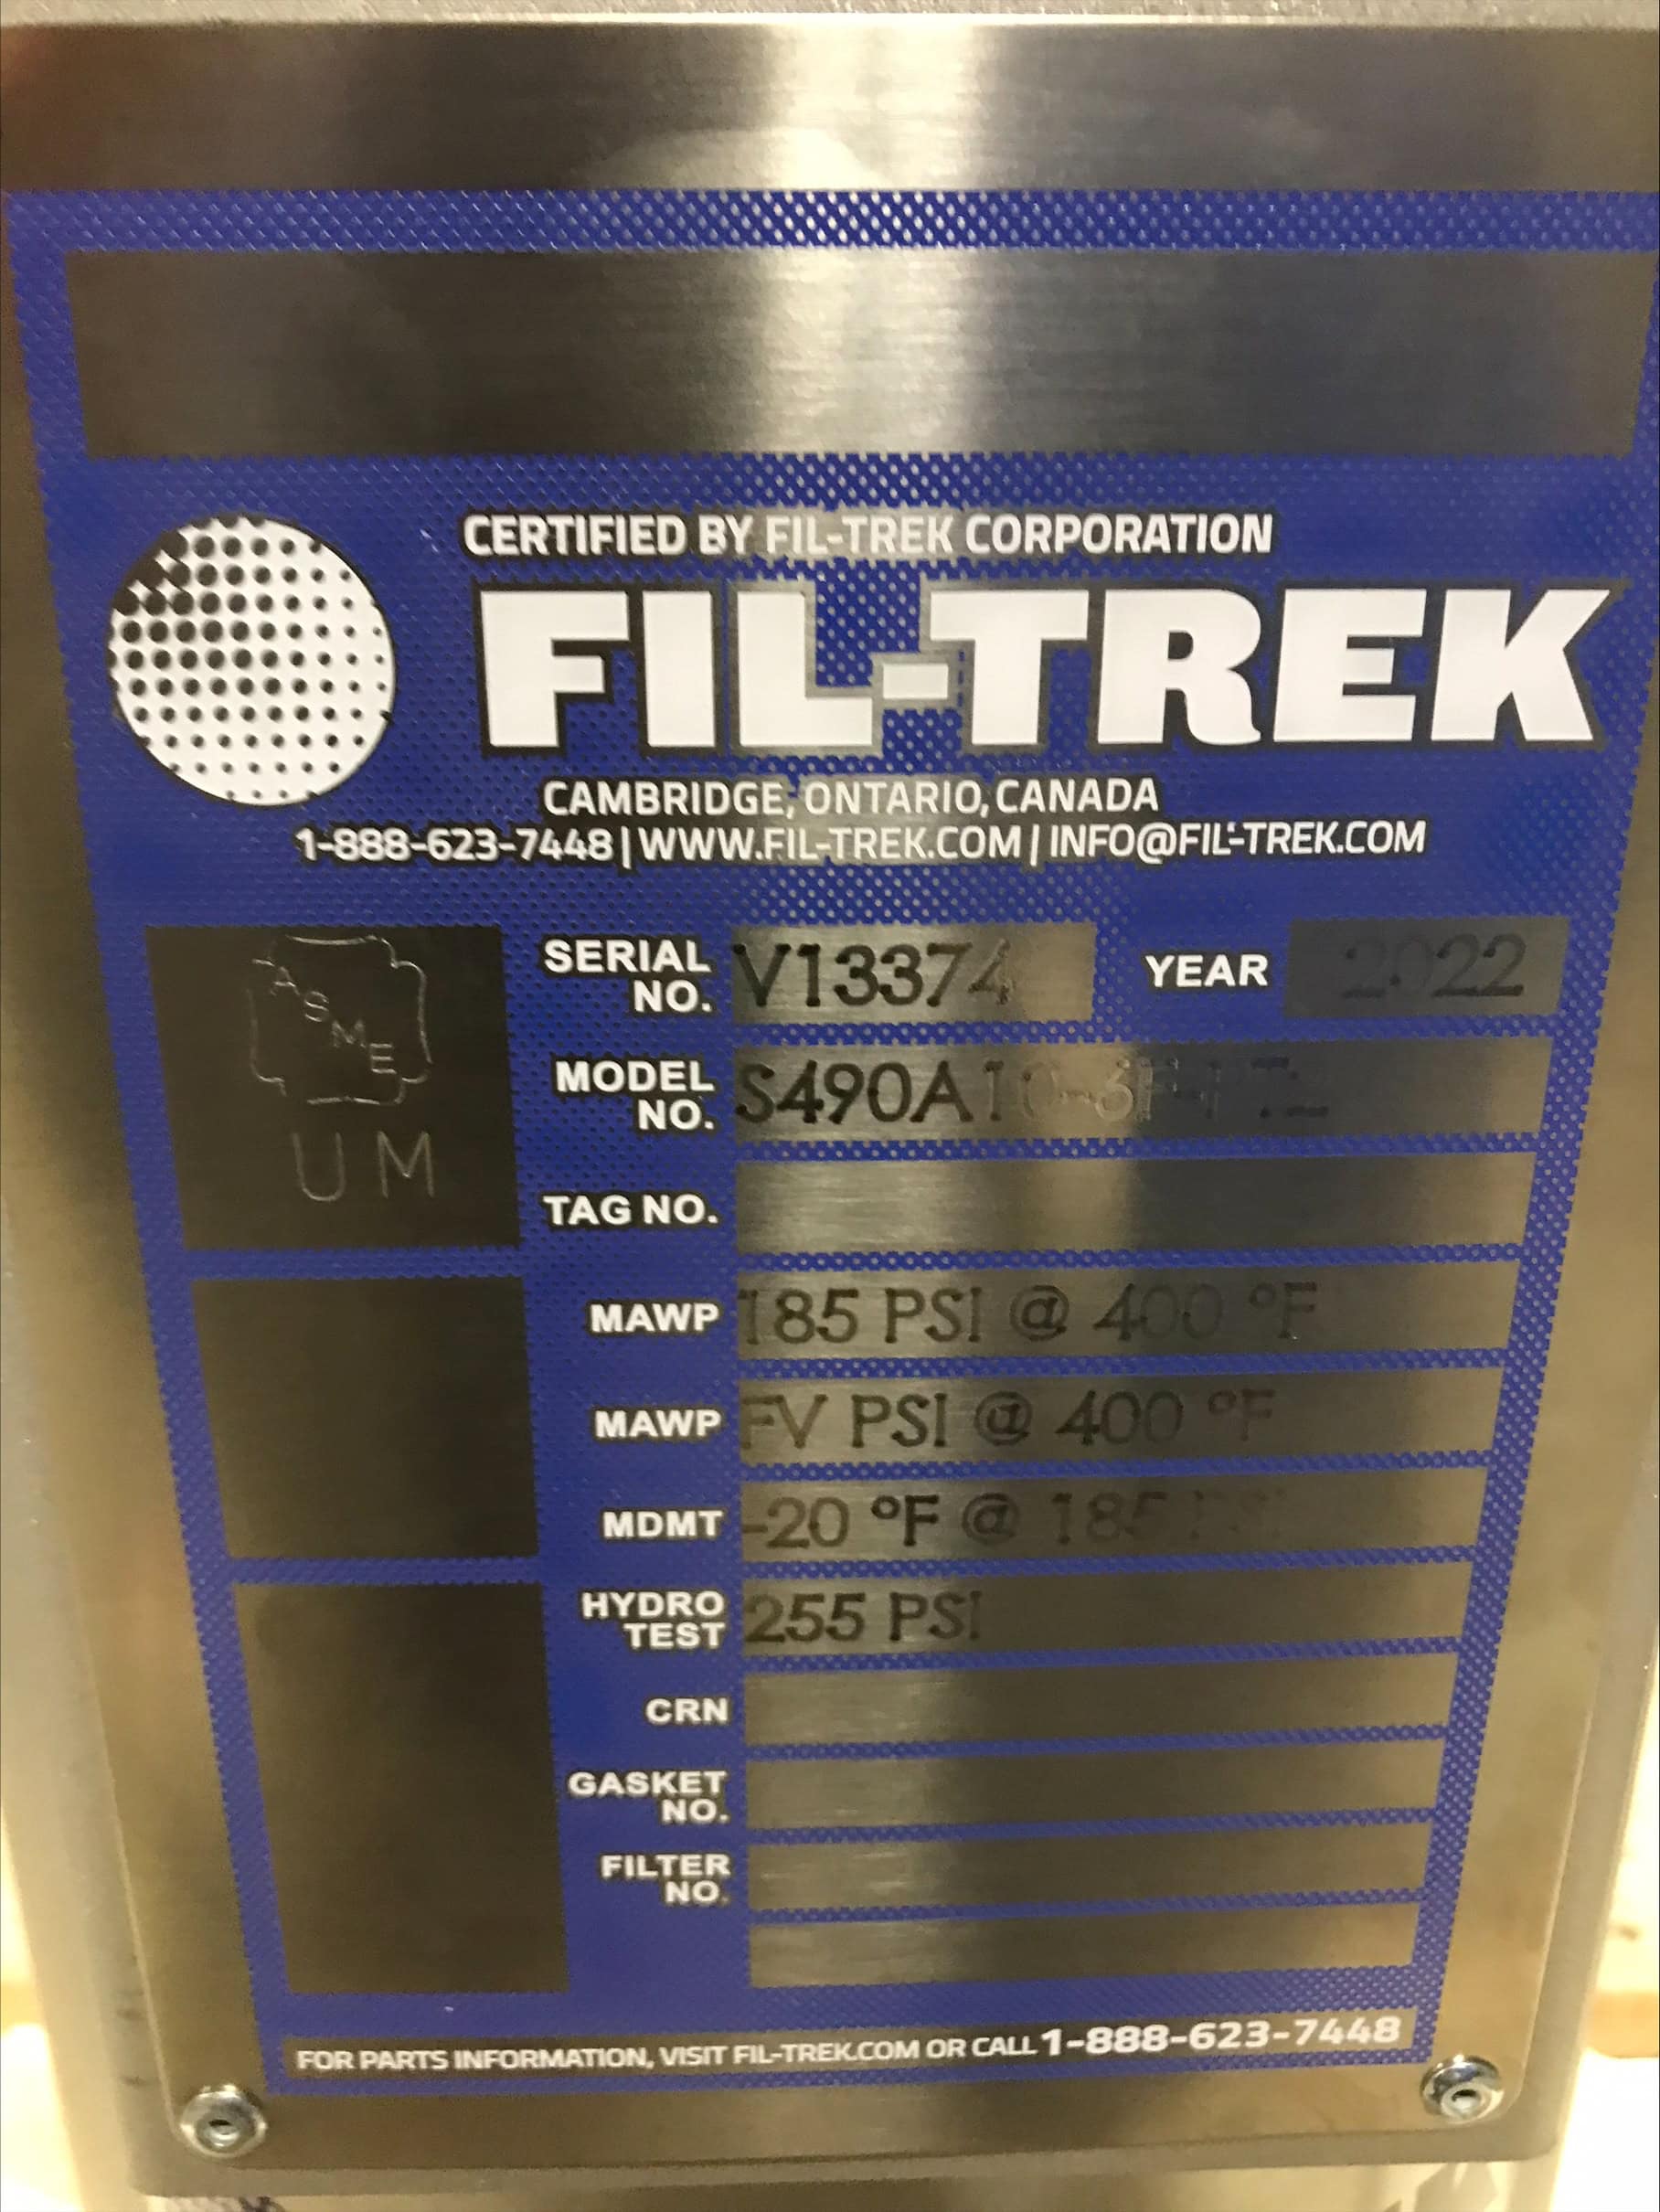 CERTIFIED BY FIL-TREK CORPORATION
FIL-TREK
CAMBRIDGE, ONTARIO, CANADA
1-888-623-7448 | WWW.FIL-TREK.COM | INFO@FIL-TREK.COM
ASME
UM
SERIAL NO. V13374 YEAR 2022
MODEL NO.
TAG NO.
MAWP 185 PSI @ 400 °F
MAWP FV PSI @ 400 °F
MDMT -20 °F @ 185 PSI
HYDRO TEST 255 PSI
CRN
GASKET NO.
FILTER NO.
FOR PARTS INFORMATION, VISIT FIL-TREK.COM OR CALL 1-888-623-7448